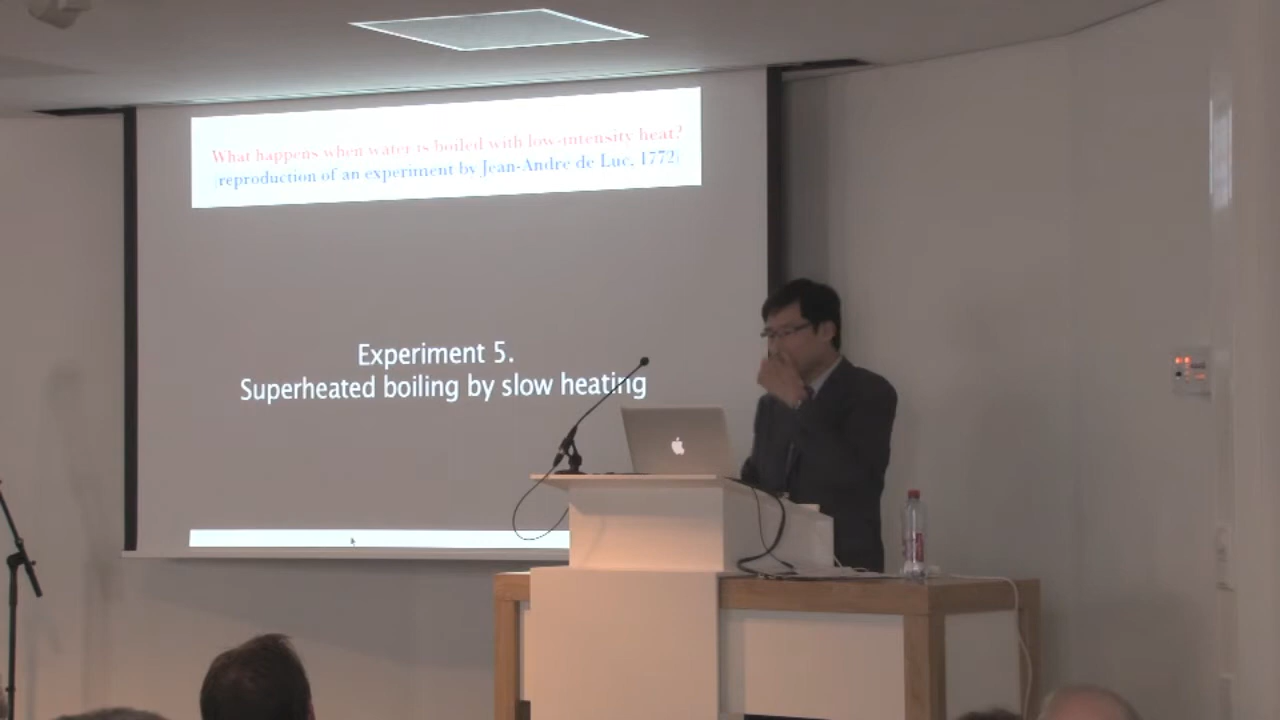 What happens when water is boiled with low-intensity heat?
(reproduction of an experiment by Jean-André de Luc, 1772)
Experiment 5.
Superheated boiling by slow heating